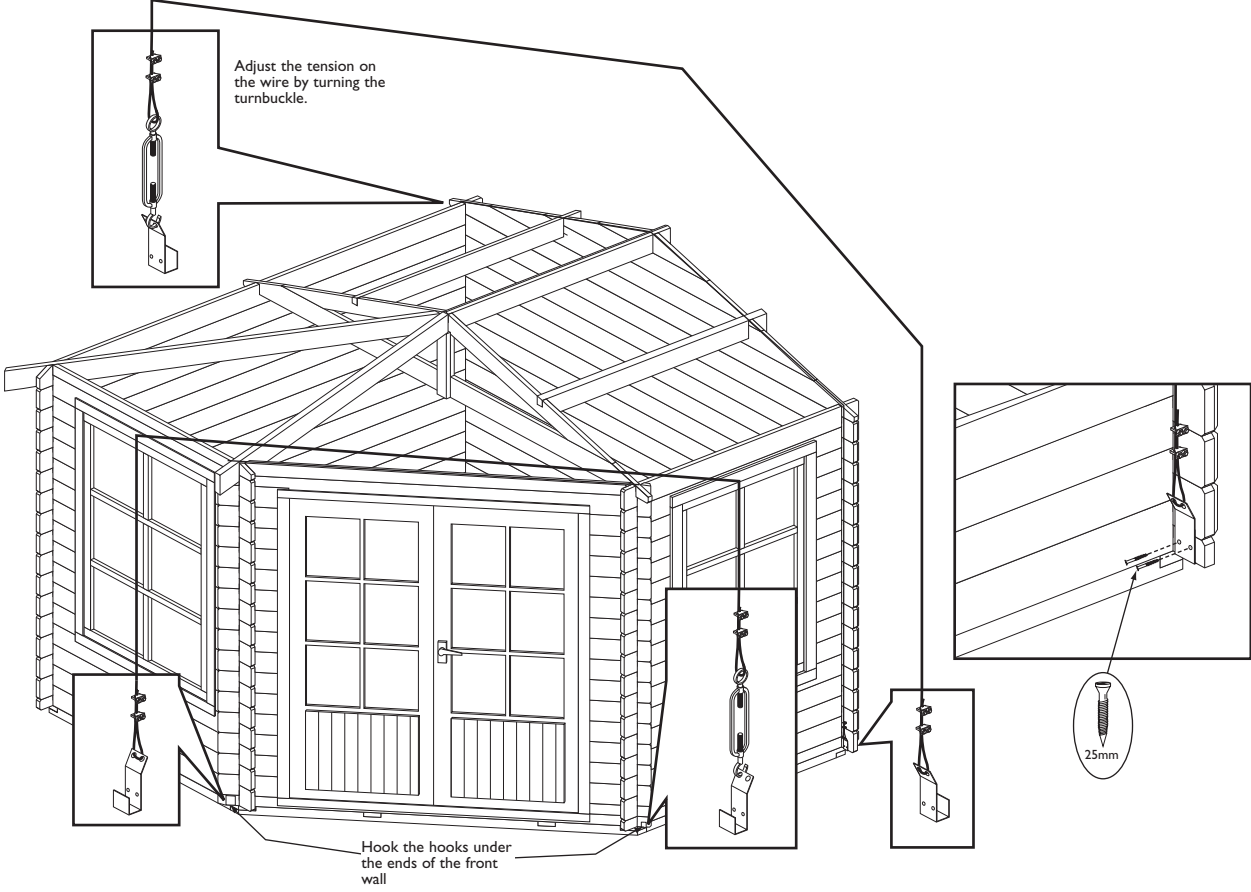 Adjust the tension on
the wire by turning the
turnbuckle.
25mm
Hook the hooks under
the ends of the front
wall